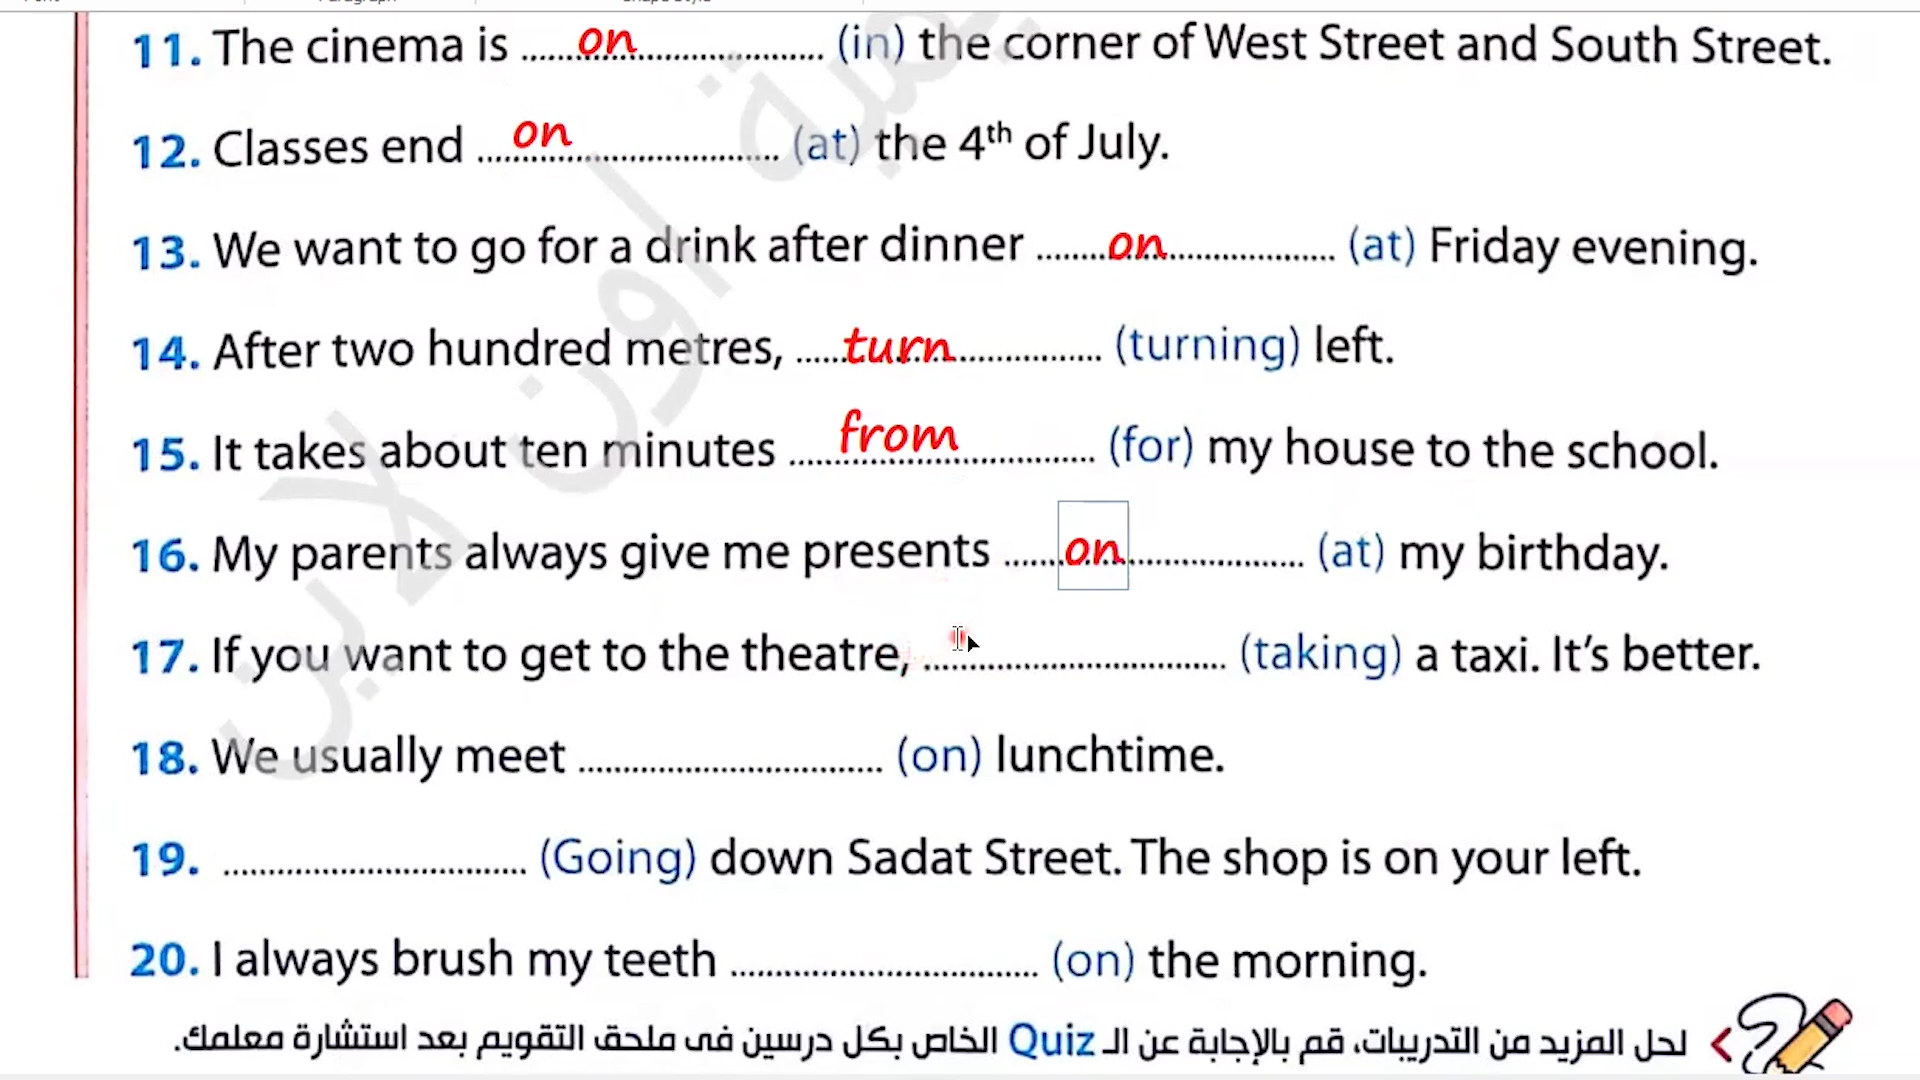 11. The cinema is ....on.... (in) the corner of West Street and South Street.
12. Classes end ....on.... (at) the 4th of July.
13. We want to go for a drink after dinner ....on.... (at) Friday evening.
14. After two hundred metres, ....turn.... (turning) left.
15. It takes about ten minutes ....from.... (for) my house to the school.
16. My parents always give me presents ....on.... (at) my birthday.
17. If you want to get to the theatre, ........ (taking) a taxi. It's better.
18. We usually meet ........ (on) lunchtime.
19. ........ (Going) down Sadat Street. The shop is on your left.
20. I always brush my teeth ........ (on) the morning.
لحل المزيد من التدريبات، قم بالإجابة عن الـ Quiz الخاص بكل درسين فى ملحق التقويم بعد استشارة معلمك.
اون لاين